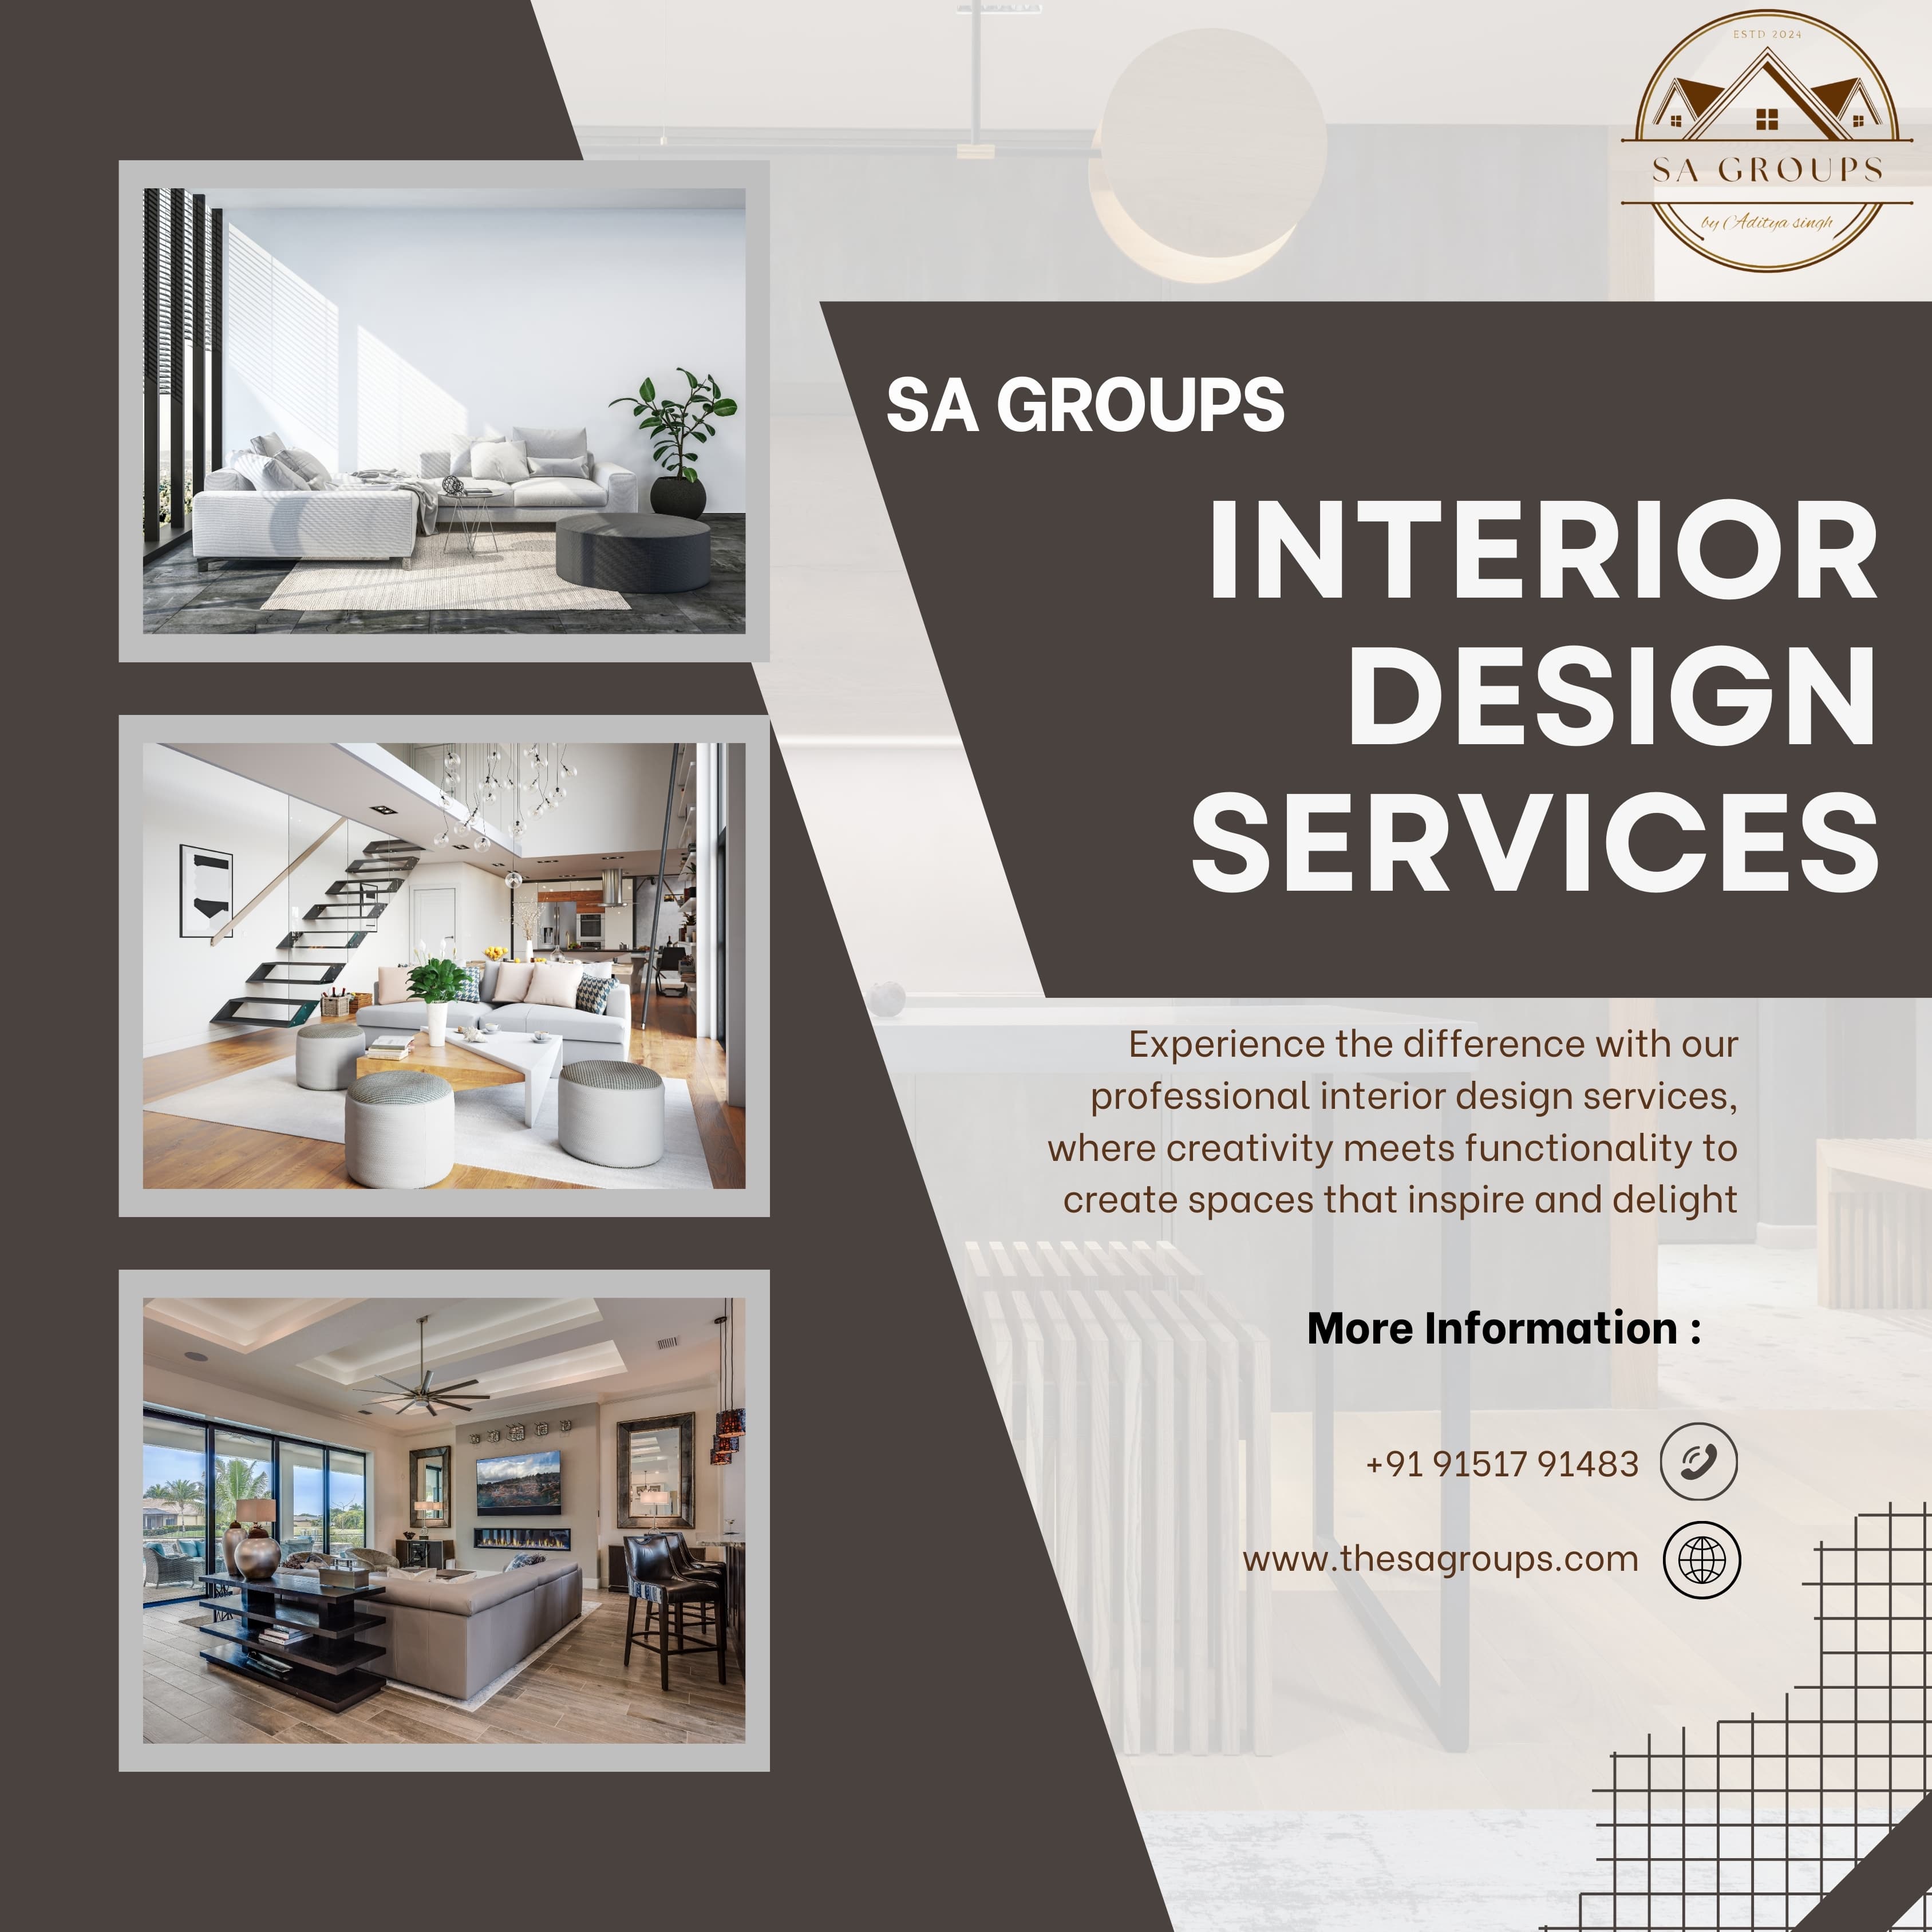 ESTD 2024
SA GROUPS
by Aditya singh
SA GROUPS
INTERIOR
DESIGN
SERVICES
Experience the difference with our
professional interior design services,
where creativity meets functionality to
create spaces that inspire and delight
More Information :
+91 91517 91483
www.thesagroups.com